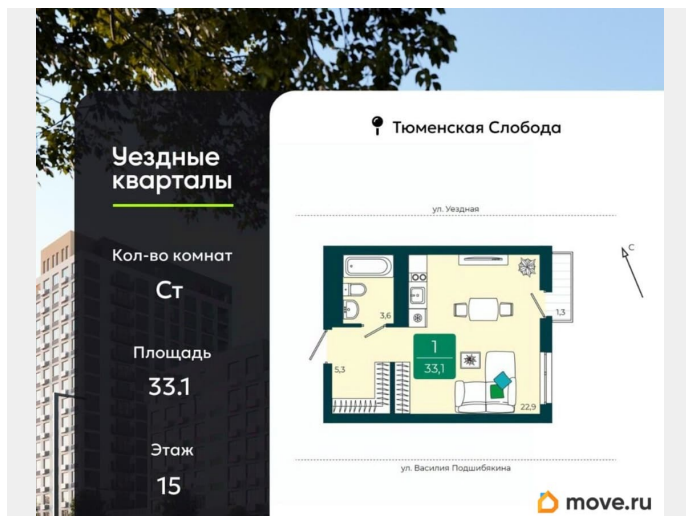 Тюменская Слобода
Уездные
кварталы
Кол-во комнат
Ст
Площадь
33.1
Этаж
15
ул. Уездная
С
3,6
1,3
5,3
1
33,1
22,9
ул. Василия Подшибякина
move.ru